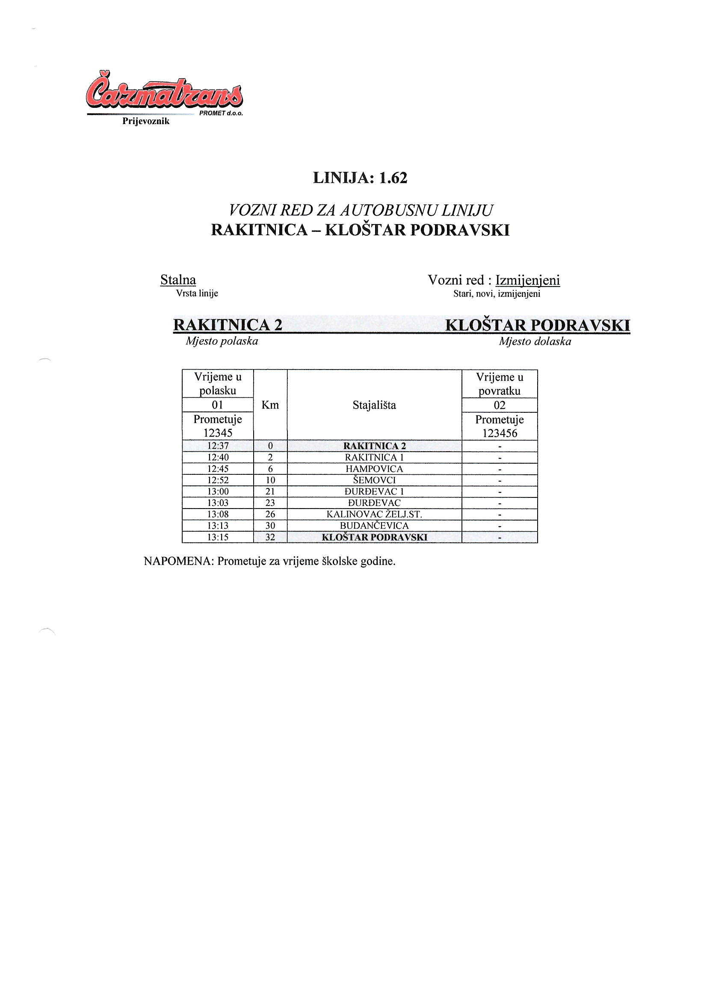 Čazmatrans
PROMET d.o.o.
Prijevoznik
LINIJA: 1.62
VOZNI RED ZA AUTOBUSNU LINIJU
RAKITNICA – KLOŠTAR PODRAVSKI
Stalna Vozni red : Izmijenjeni
Vrsta linije Stari, novi, izmijenjeni
RAKITNICA 2 KLOŠTAR PODRAVSKI
Mjesto polaska Mjesto dolaska
Vrijeme u polasku Km Stajališta Vrijeme u povratku
01 02
Prometuje 12345 Prometuje 123456
12:37 0 RAKITNICA 2 -
12:40 2 RAKITNICA 1 -
12:45 6 HAMPOVICA -
12:52 10 ŠEMOVCI -
13:00 21 ĐURĐEVAC 1 -
13:03 23 ĐURĐEVAC -
13:08 26 KALINOVAC ŽELJ.ST. -
13:13 30 BUDANČEVICA -
13:15 32 KLOŠTAR PODRAVSKI -
NAPOMENA: Prometuje za vrijeme školske godine.